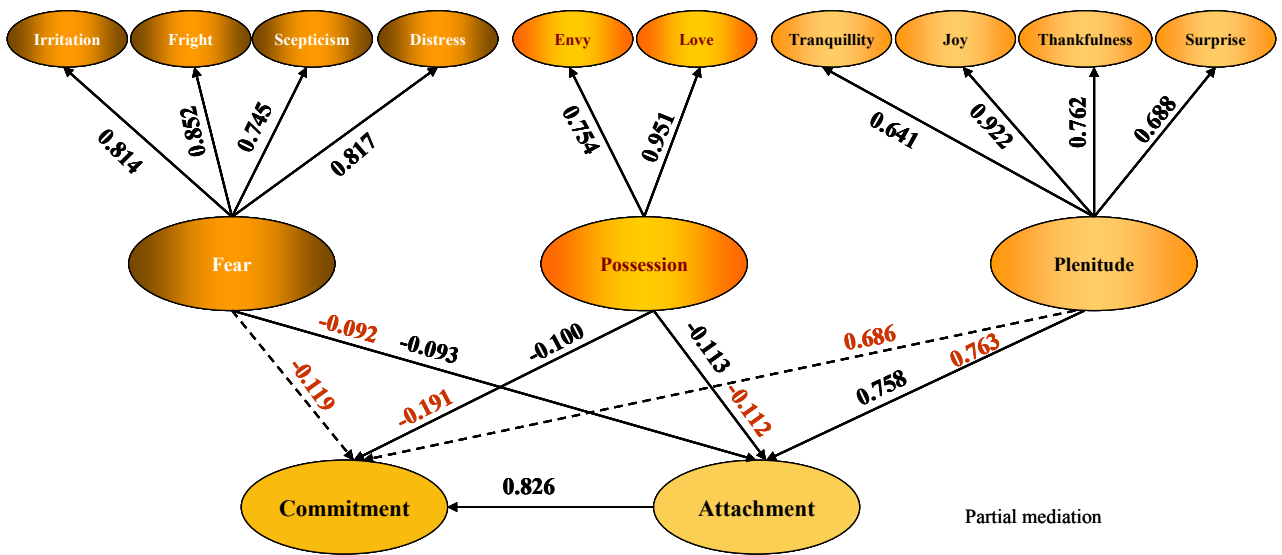 Irritation
Fright
Scepticism
Distress
Envy
Love
Tranquillity
Joy
Thankfulness
Surprise
0.814
0.852
0.745
0.817
0.754
0.951
0.641
0.922
0.762
0.688
Fear
Possession
Plenitude
-0.092
-0.093
-0.100
-0.113
0.686
0.763
-0.119
-0.191
-0.112
0.758
Commitment
0.826
Attachment
Partial mediation